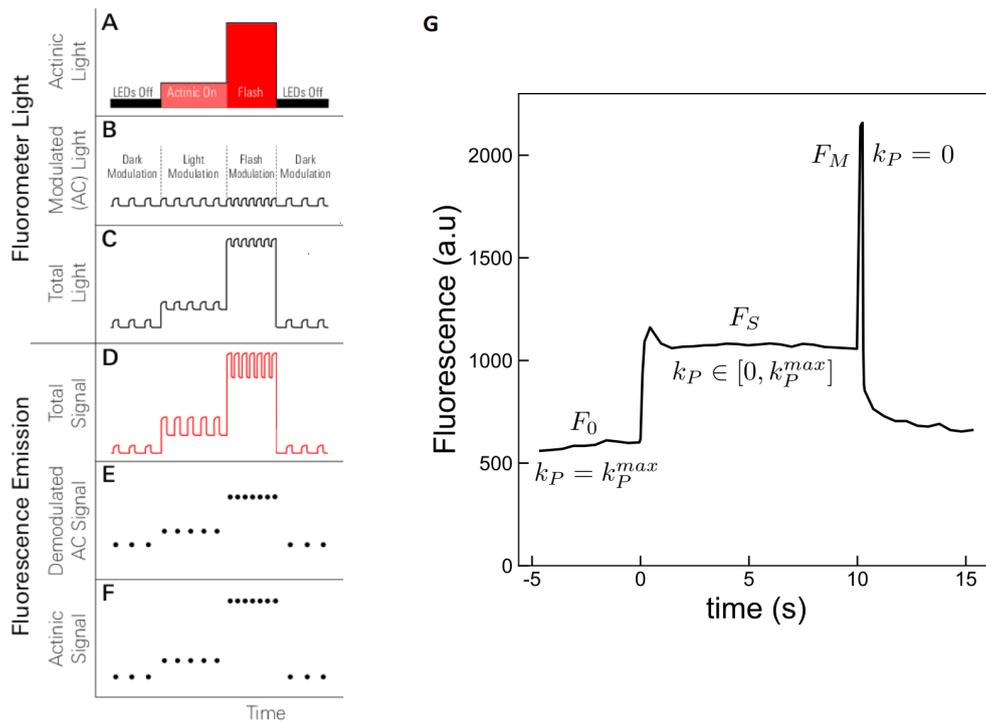 Fluorometer Light
Fluorescence Emission
A
Actinic
Light
LEDs Off
Actinic On
Flash
LEDs Off
B
Modulated
(AC) Light
Dark
Modulation
Light
Modulation
Flash
Modulation
Dark
Modulation
C
Total
Light
D
Total
Signal
E
Demodulated
AC Signal
F
Actinic
Signal
Time
G
Fluorescence (a.u)
2000
1500
1000
500
0
F_M k_P = 0
F_S
k_P ∈ [0, k_P^{max}]
F_0
k_P = k_P^{max}
-5 0 5 10 15
time (s)